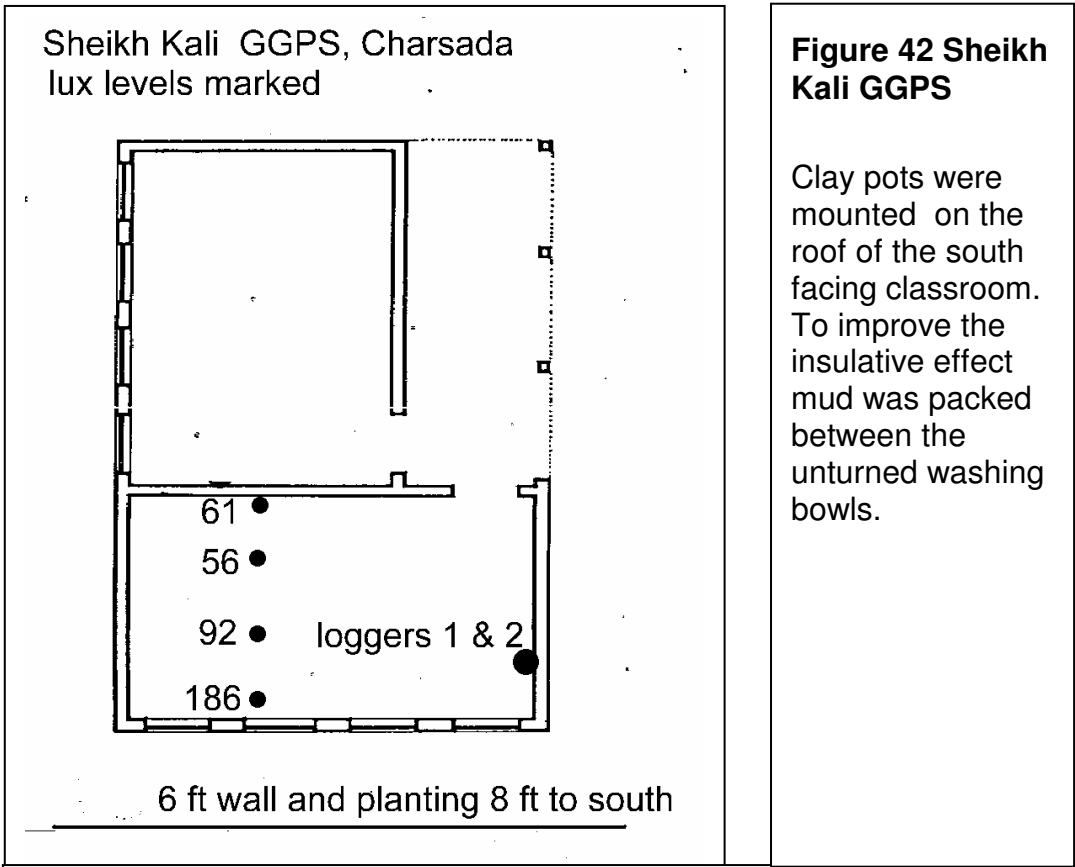 Sheikh Kali GGPS, Charsada
lux levels marked
61
56
92
loggers 1 & 2
186
6 ft wall and planting 8 ft to south
Figure 42 Sheikh
Kali GGPS
Clay pots were
mounted on the
roof of the south
facing classroom.
To improve the
insulative effect
mud was packed
between the
unturned washing
bowls.